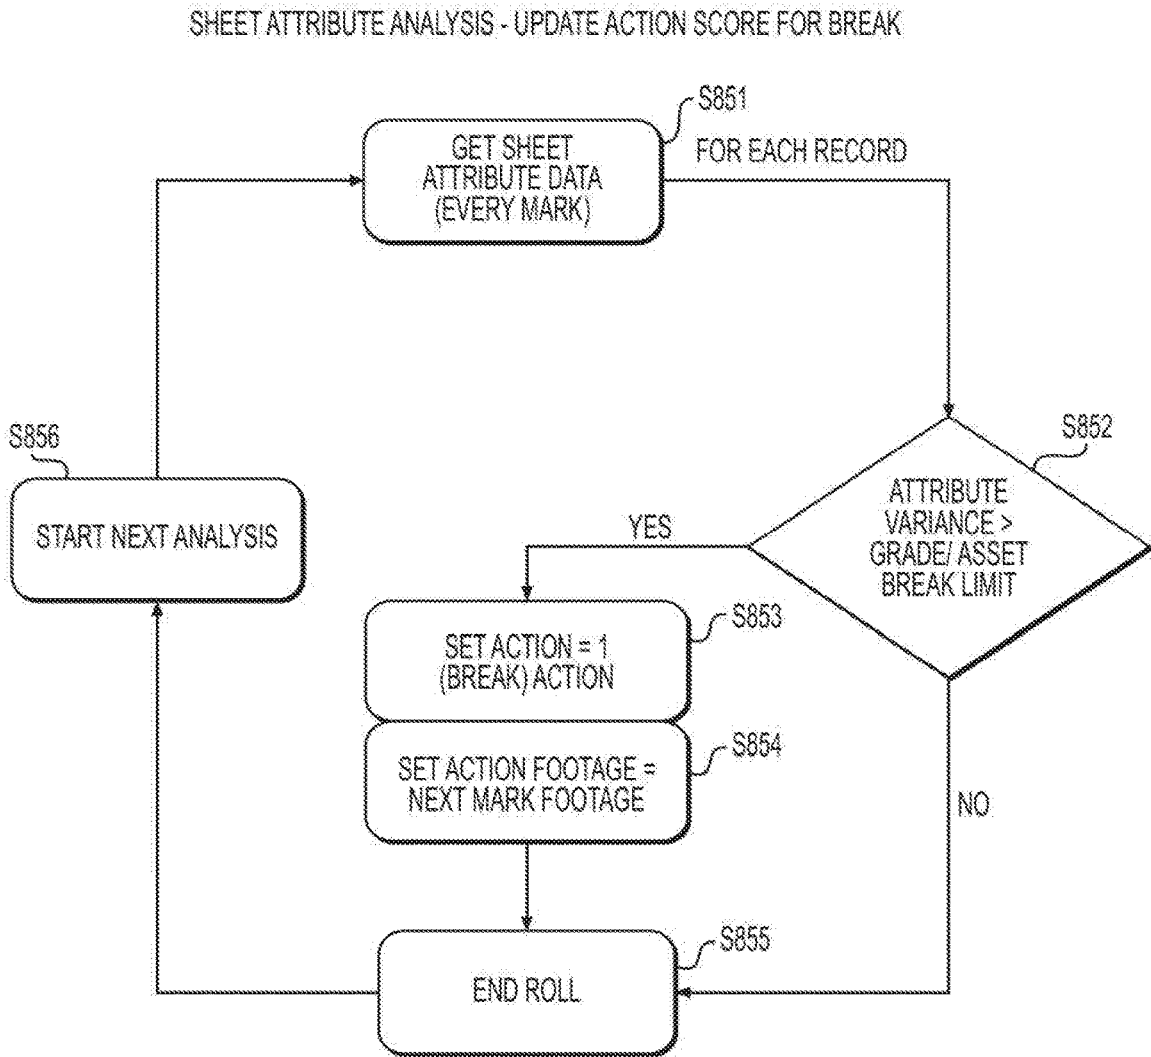 SHEET ATTRIBUTE ANALYSIS - UPDATE ACTION SCORE FOR BREAK
S851
GET SHEET
ATTRIBUTE DATA
(EVERY MARK)
FOR EACH RECORD
S852
ATTRIBUTE
VARIANCE >
GRADE/ ASSET
BREAK LIMIT
YES
S853
SET ACTION = 1
(BREAK) ACTION
S854
SET ACTION FOOTAGE =
NEXT MARK FOOTAGE
NO
S855
END ROLL
S856
START NEXT ANALYSIS